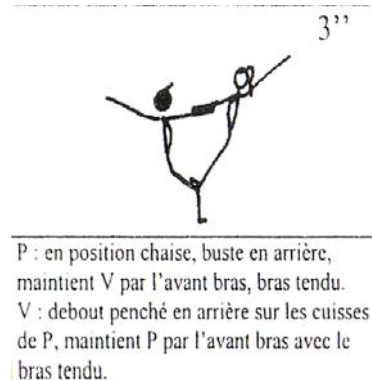 3’’
P : en position chaise, buste en arrière,
maintient V par l’avant bras, bras tendu.
V : debout penché en arrière sur les cuisses
de P, maintient P par l’avant bras avec le
bras tendu.